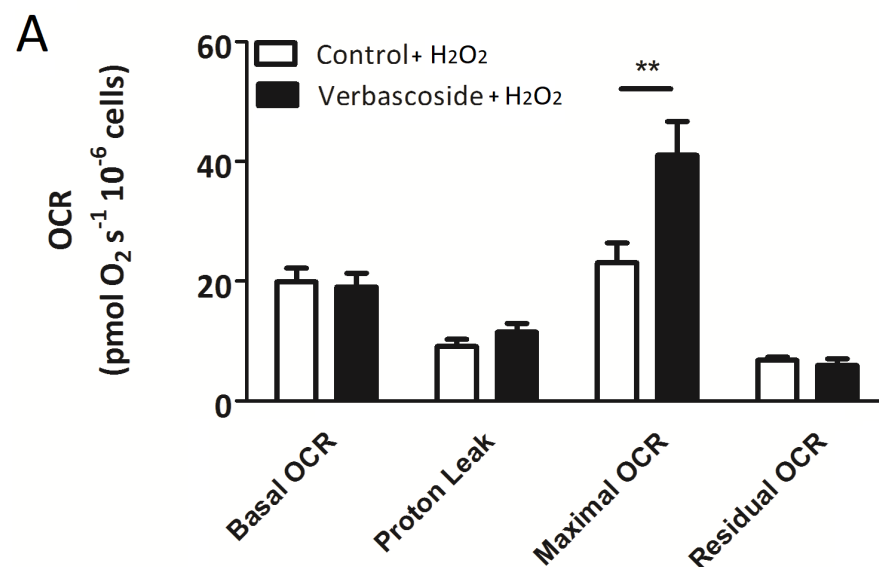 A
60
40
20
0
OCR
(pmol O₂ s⁻¹ 10⁻⁶ cells)
Control + H₂O₂
Verbascoside + H₂O₂
**
Basal OCR
Proton Leak
Maximal OCR
Residual OCR